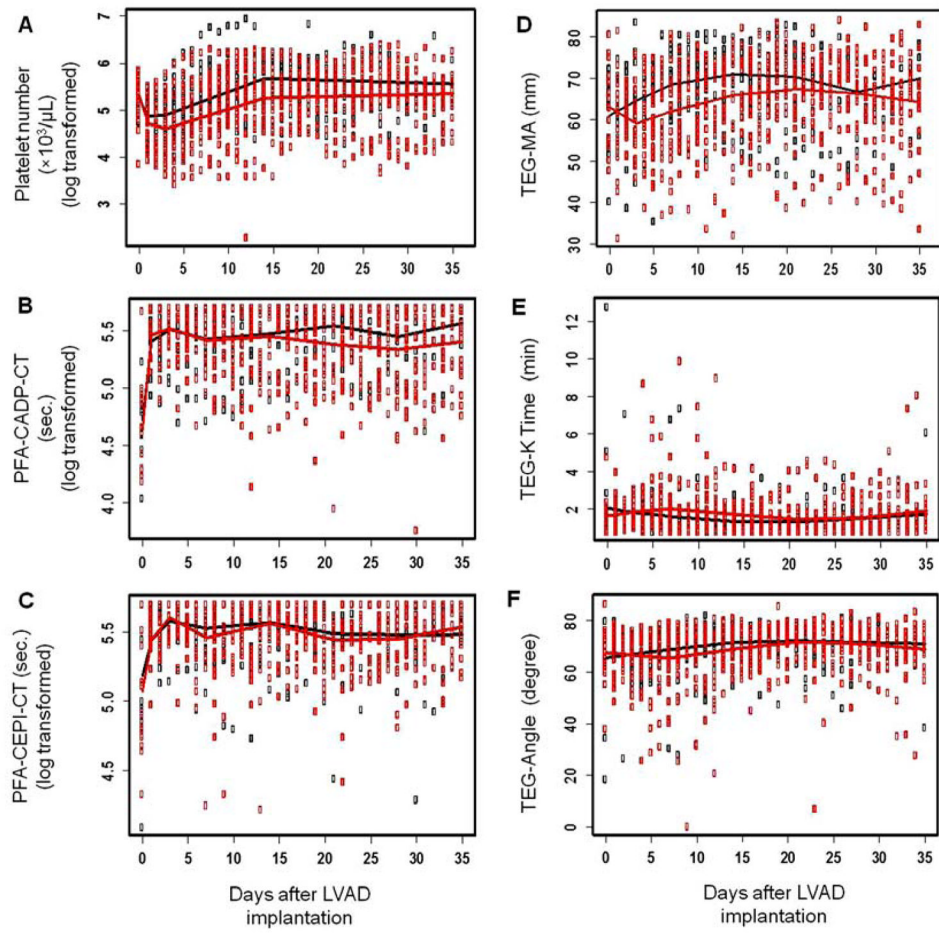 A
Platelet number
(×10³/µL)
(log transformed)
7
6
5
4
3
0 5 10 15 20 25 30 35
B
PFA-CADP-CT
(sec.)
(log transformed)
5.5
5.0
4.5
4.0
0 5 10 15 20 25 30 35
C
PFA-CEPI-CT (sec.)
(log transformed)
5.5
5.0
4.5
0 5 10 15 20 25 30 35
Days after LVAD
implantation
D
TEG-MA (mm)
80
70
60
50
40
30
0 5 10 15 20 25 30 35
E
TEG-K Time (min)
12
10
8
6
4
2
0 5 10 15 20 25 30 35
F
TEG-Angle (degree)
80
60
40
20
0
0 5 10 15 20 25 30 35
Days after LVAD
implantation